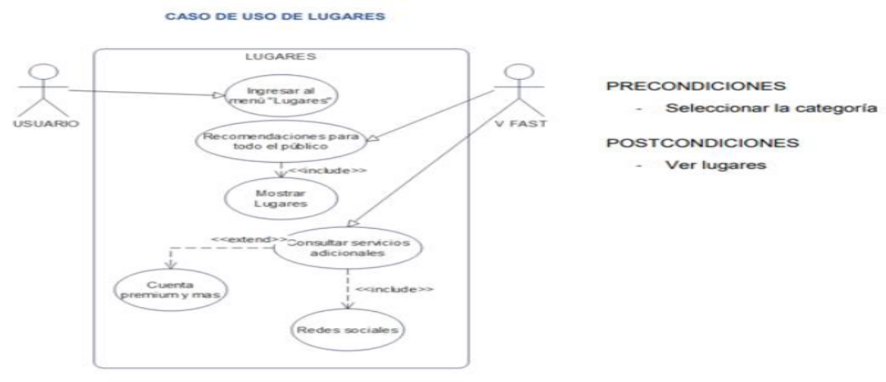 CASO DE USO DE LUGARES
LUGARES
USUARIO
V FAST
Ingresar al
menú "Lugares"
Recomendaciones para
todo el público
<<include>>
Mostrar
Lugares
<<extend>>
Consultar servicios
adicionales
Cuenta
premium y mas
<<include>>
Redes sociales
PRECONDICIONES
- Seleccionar la categoría
POSTCONDICIONES
- Ver lugares